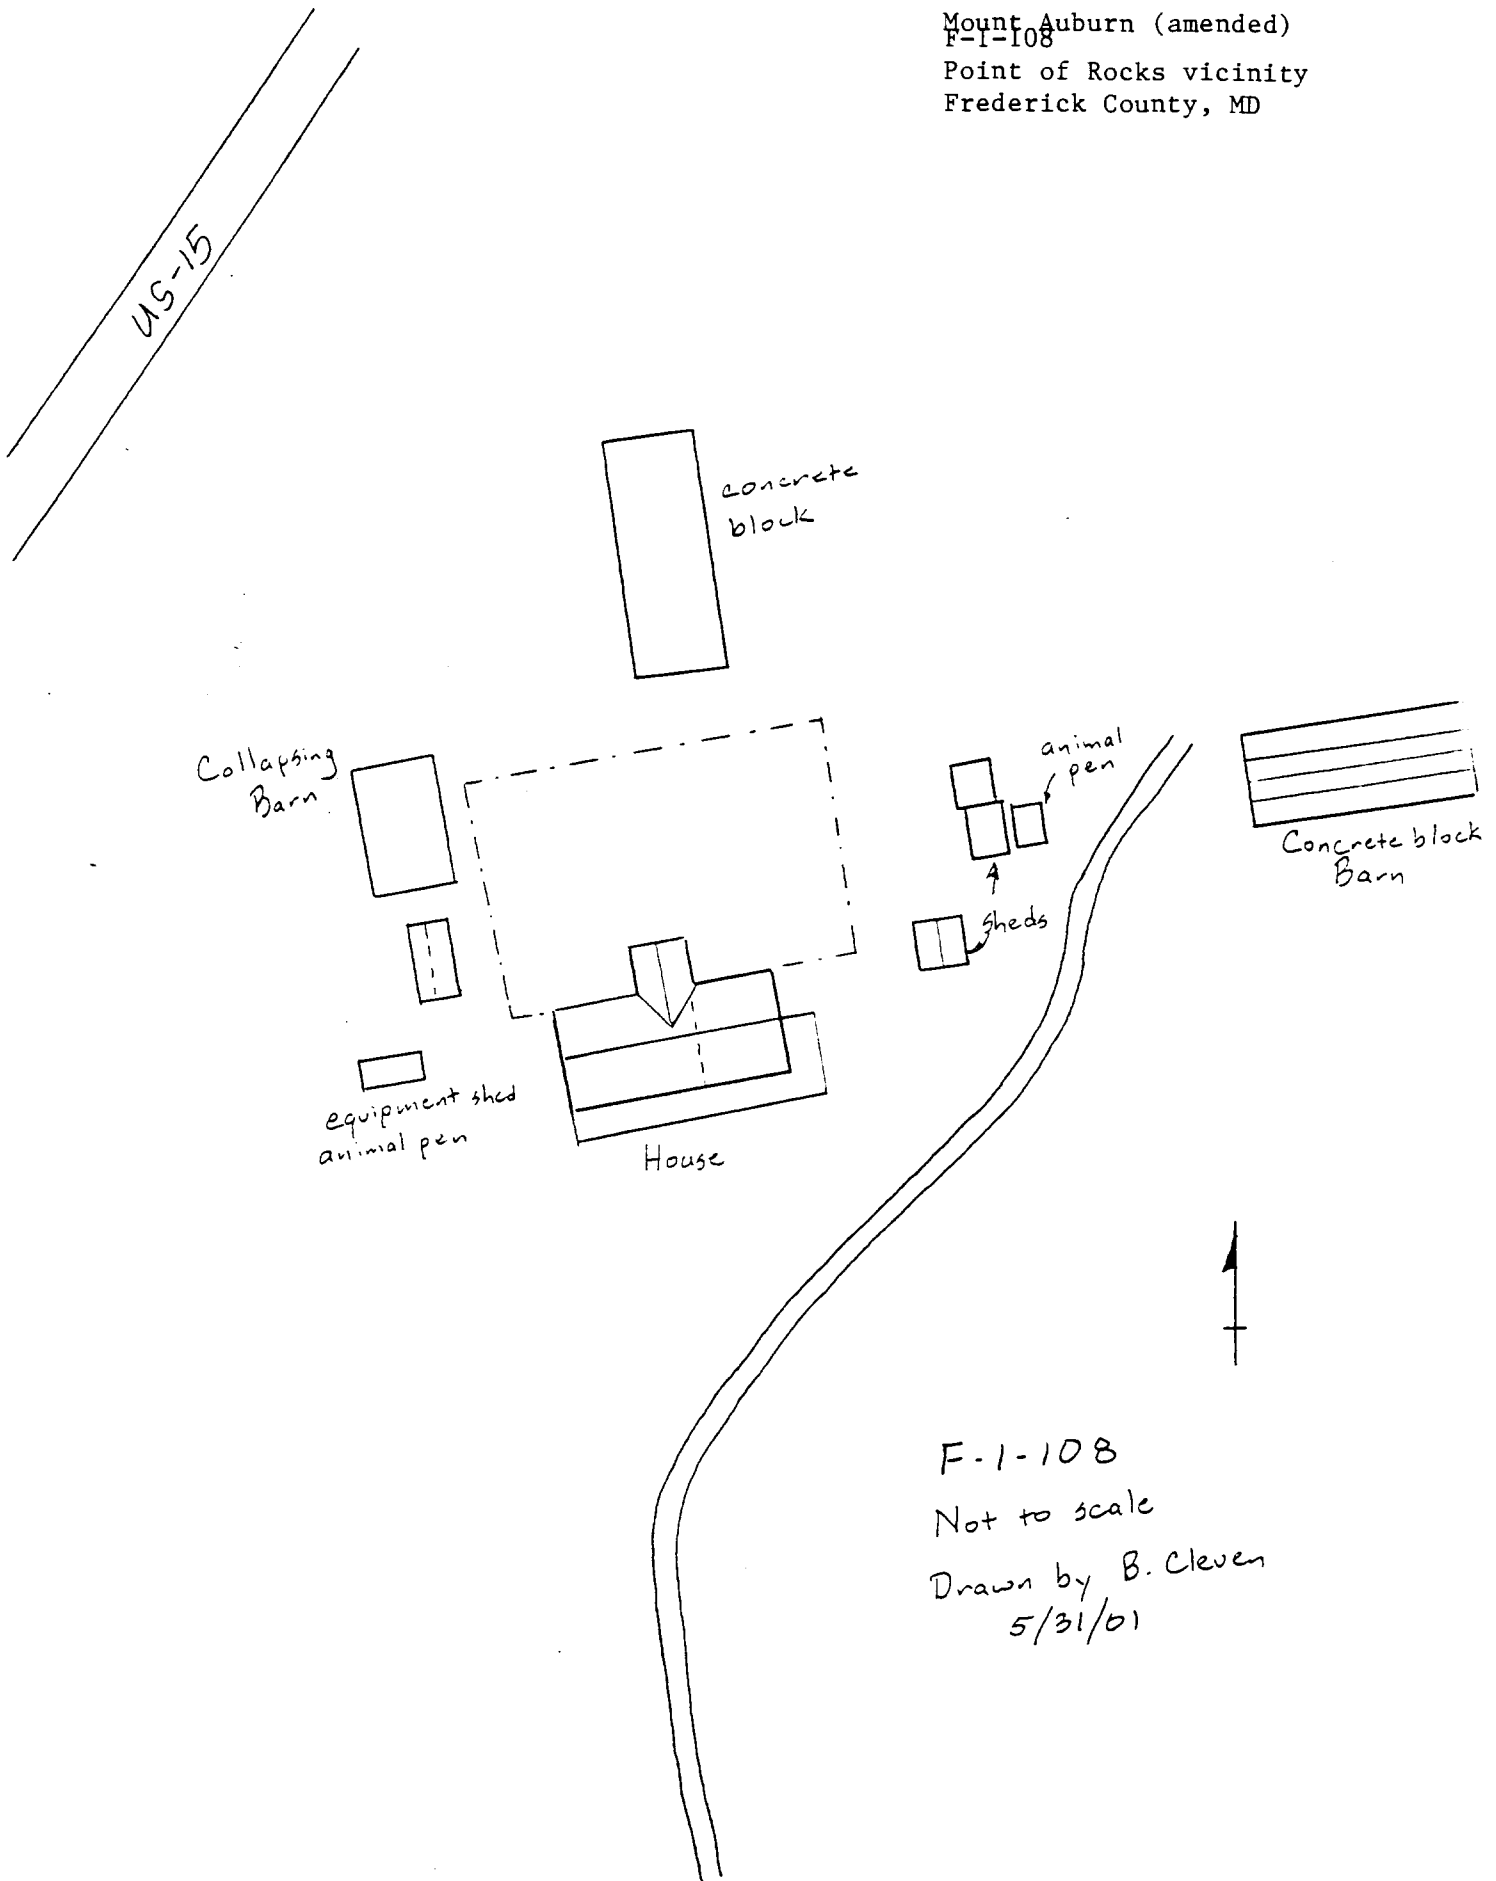 Mount Auburn (amended)
F-1-108
Point of Rocks vicinity
Frederick County, MD
US-15
concrete
block
Collapsing
Barn
animal
pen
Concrete block
Barn
sheds
equipment shed
animal pen
House
F-1-108
Not to scale
Drawn by B. Cleven
5/31/01